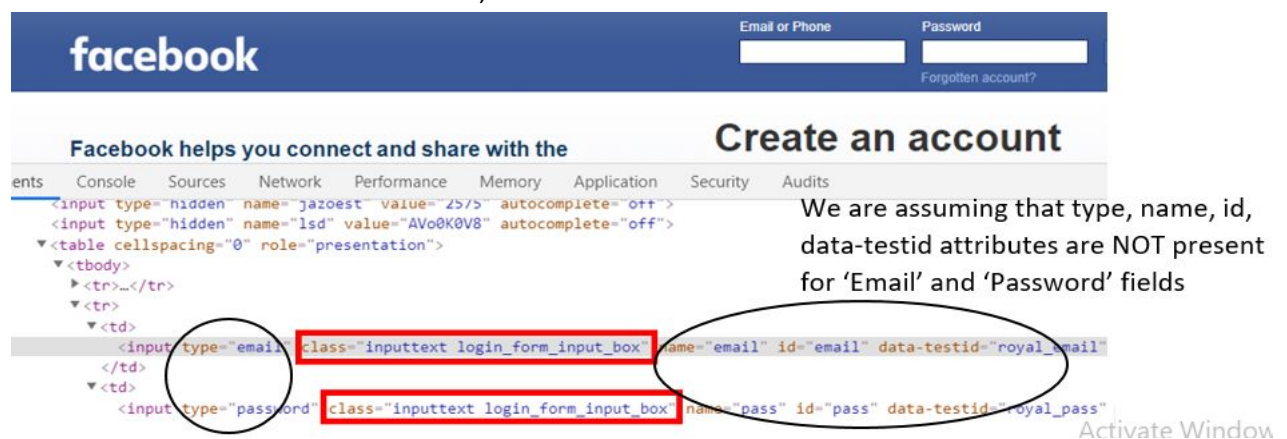 Email or Phone Password
facebook
Forgotten account?
Create an account
Facebook helps you connect and share with the
ents Console Sources Network Performance Memory Application Security Audits
<input type="hidden" name="jazoest" value="2575" autocomplete="off">
<input type="hidden" name="lsd" value="AVo0K0V8" autocomplete="off">
▼<table cellspacing="0" role="presentation">
▼<tbody>
▶<tr>…</tr>
▼<tr>
▼<td>
<input type="email" class="inputtext login_form_input_box" name="email" id="email" data-testid="royal_email"
</td>
▼<td>
<input type="password" class="inputtext login_form_input_box" name="pass" id="pass" data-testid="royal_pass"
We are assuming that type, name, id,
data-testid attributes are NOT present
for ‘Email’ and ‘Password’ fields
Activate Window